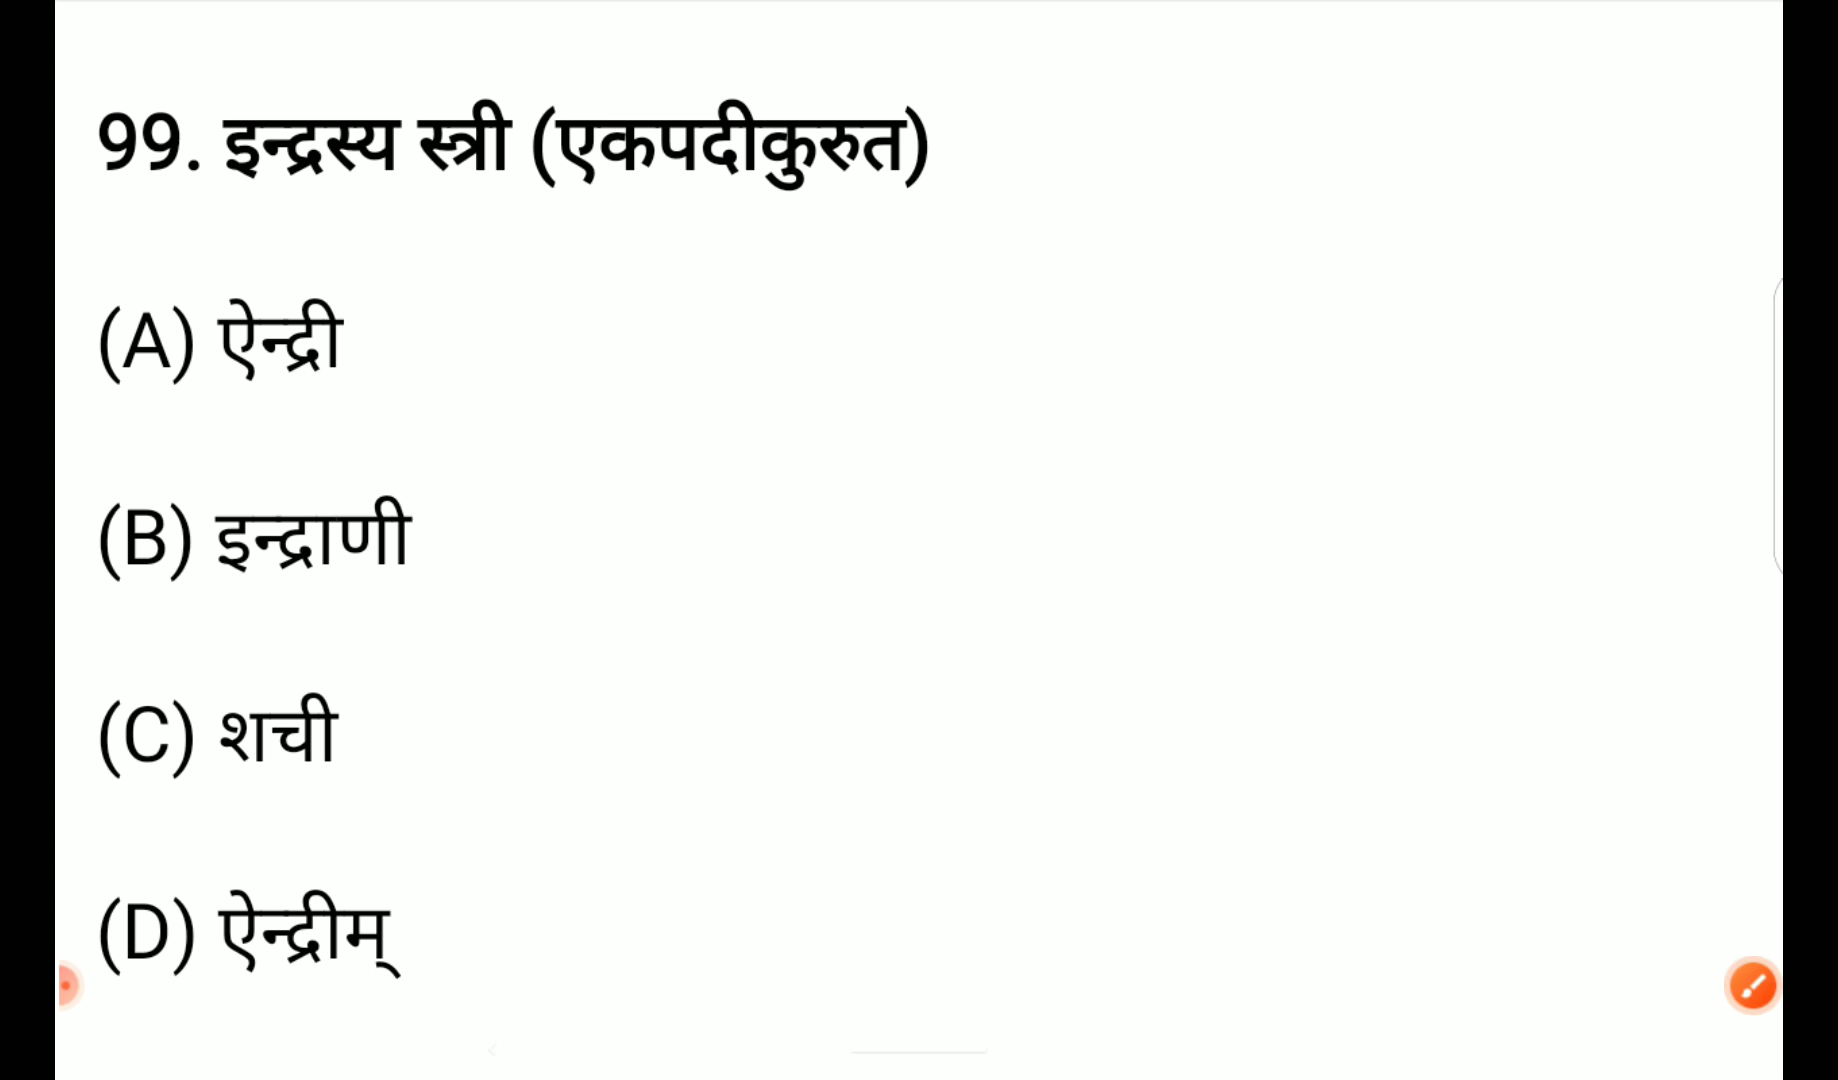 99. इन्द्रस्य स्त्री (एकपदीकुरुत)
(A) ऐन्द्री
(B) इन्द्राणी
(C) शची
(D) ऐन्द्रीम्